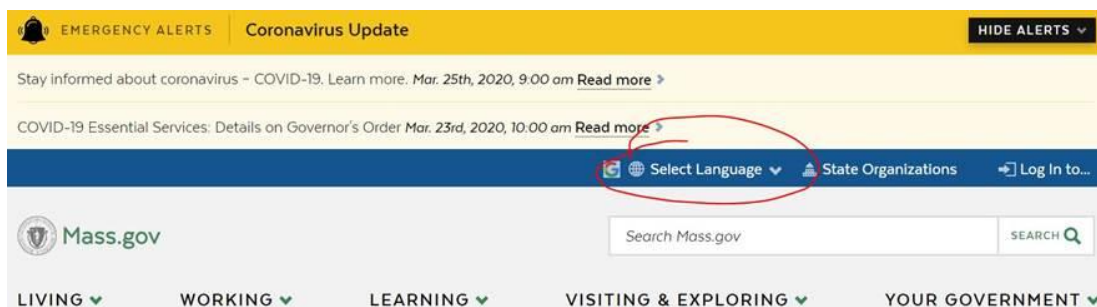 EMERGENCY ALERTS Coronavirus Update HIDE ALERTS
Stay informed about coronavirus - COVID-19. Learn more. Mar. 25th, 2020, 9:00 am Read more
COVID-19 Essential Services: Details on Governor's Order Mar. 23rd, 2020, 10:00 am Read more
Select Language State Organizations Log In to...
Mass.gov Search Mass.gov SEARCH
LIVING WORKING LEARNING VISITING & EXPLORING YOUR GOVERNMENT